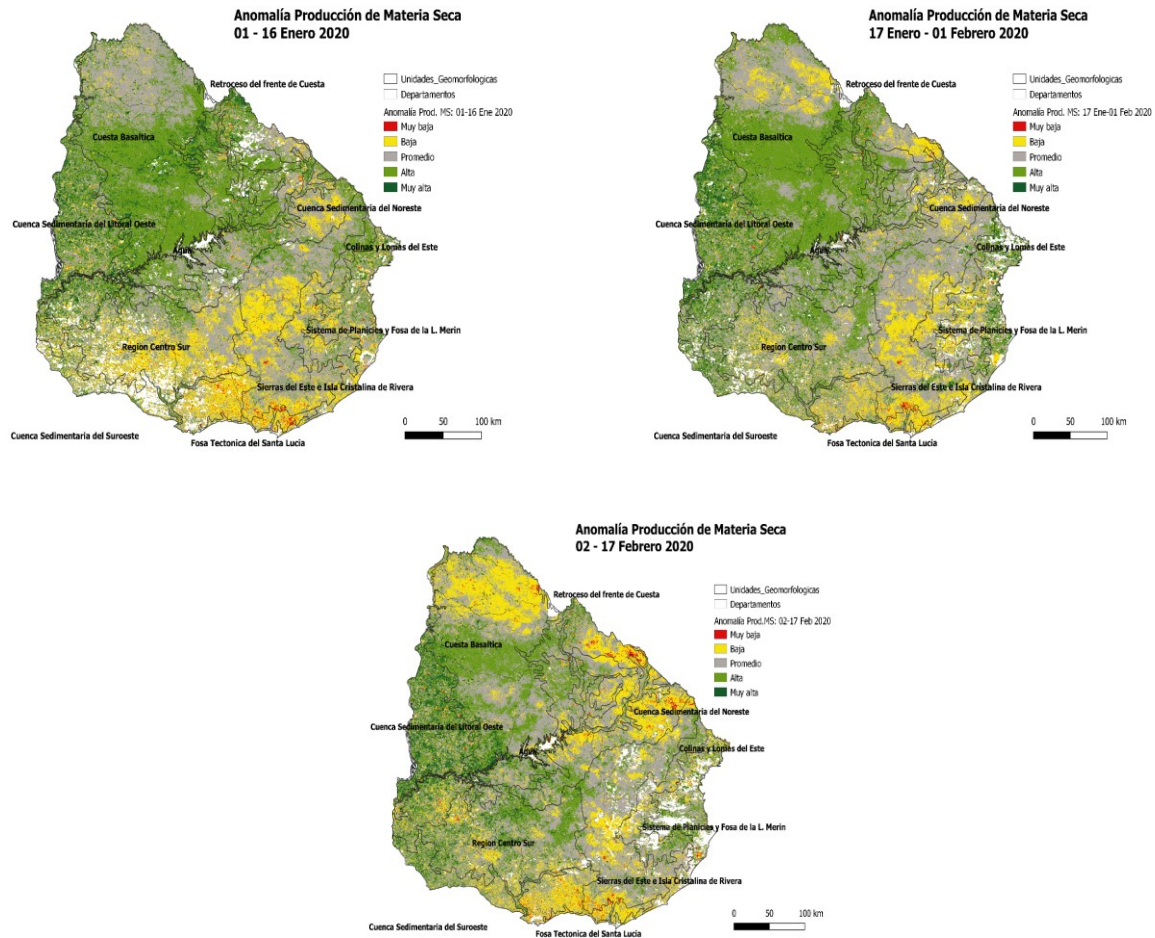 Anomalía Producción de Materia Seca
01 - 16 Enero 2020
Retroceso del frente de Cuesta
Unidades_Geomorfologicas
Departamentos
Anomalía Prod. MS: 01-16 Ene 2020
Muy baja
Baja
Promedio
Alta
Muy alta
Cuesta Basaltica
Cuenca Sedimentaria del Noreste
Cuenca Sedimentaria del Litoral Oeste
Colinas y Lomas del Este
Agua
Sistema de Planicies y Fosa de la L. Merin
Region Centro Sur
Sierras del Este e Isla Cristalina de Rivera
0 50 100 km
Cuenca Sedimentaria del Suroeste
Fosa Tectonica del Santa Lucia
Anomalía Producción de Materia Seca
17 Enero - 01 Febrero 2020
Retroceso del frente de Cuesta
Unidades_Geomorfologicas
Departamentos
Anomalía Prod. MS: 17 Ene-01 Feb 2020
Muy baja
Baja
Promedio
Alta
Muy alta
Cuesta Basaltica
Cuenca Sedimentaria del Noreste
Cuenca Sedimentaria del Litoral Oeste
Colinas y Lomas del Este
Agua
Sistema de Planicies y Fosa de la L. Merin
Region Centro Sur
Sierras del Este e Isla Cristalina de Rivera
0 50 100 km
Cuenca Sedimentaria del Suroeste
Fosa Tectonica del Santa Lucia
Anomalía Producción de Materia Seca
02 - 17 Febrero 2020
Retroceso del frente de Cuesta
Unidades_Geomorfologicas
Departamentos
Anomalía Prod.MS: 02-17 Feb 2020
Muy baja
Baja
Promedio
Alta
Muy alta
Cuesta Basaltica
Cuenca Sedimentaria del Noreste
Cuenca Sedimentaria del Litoral Oeste
Colinas y Lomas del Este
Agua
Sistema de Planicies y Fosa de la L. Merin
Region Centro Sur
Sierras del Este e Isla Cristalina de Rivera
0 50 100 km
Cuenca Sedimentaria del Suroeste
Fosa Tectonica del Santa Lucia